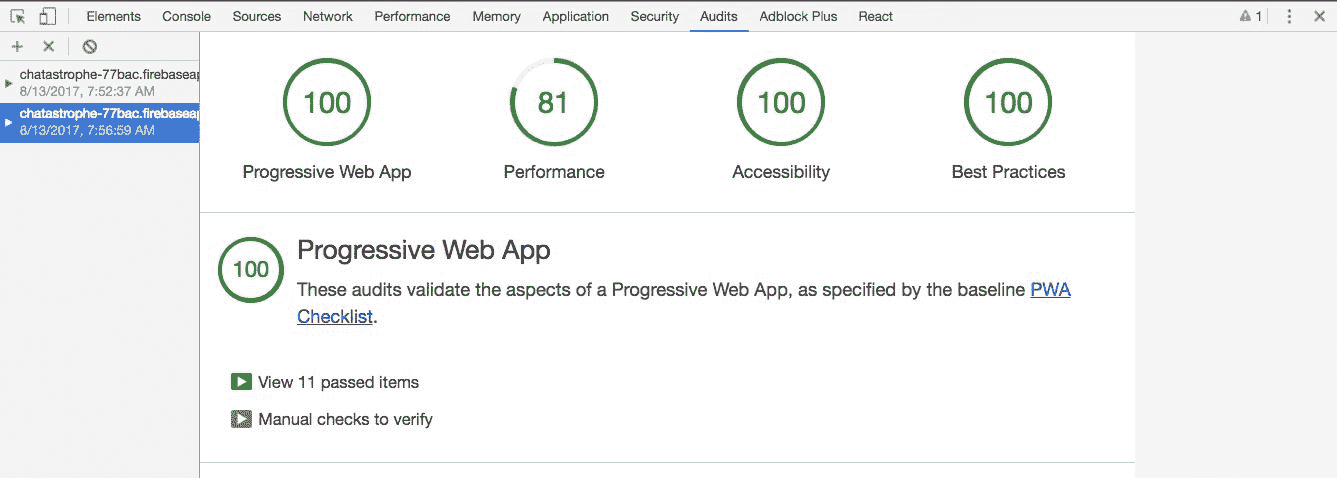 Elements Console Sources Network Performance Memory Application Security Audits Adblock Plus React 1
chatastrophe-77bac.firebaseap
8/13/2017, 7:52:37 AM
chatastrophe-77bac.firebaseap
8/13/2017, 7:56:59 AM
100 81 100 100
Progressive Web App Performance Accessibility Best Practices
100
Progressive Web App
These audits validate the aspects of a Progressive Web App, as specified by the baseline PWA
Checklist.
View 11 passed items
Manual checks to verify